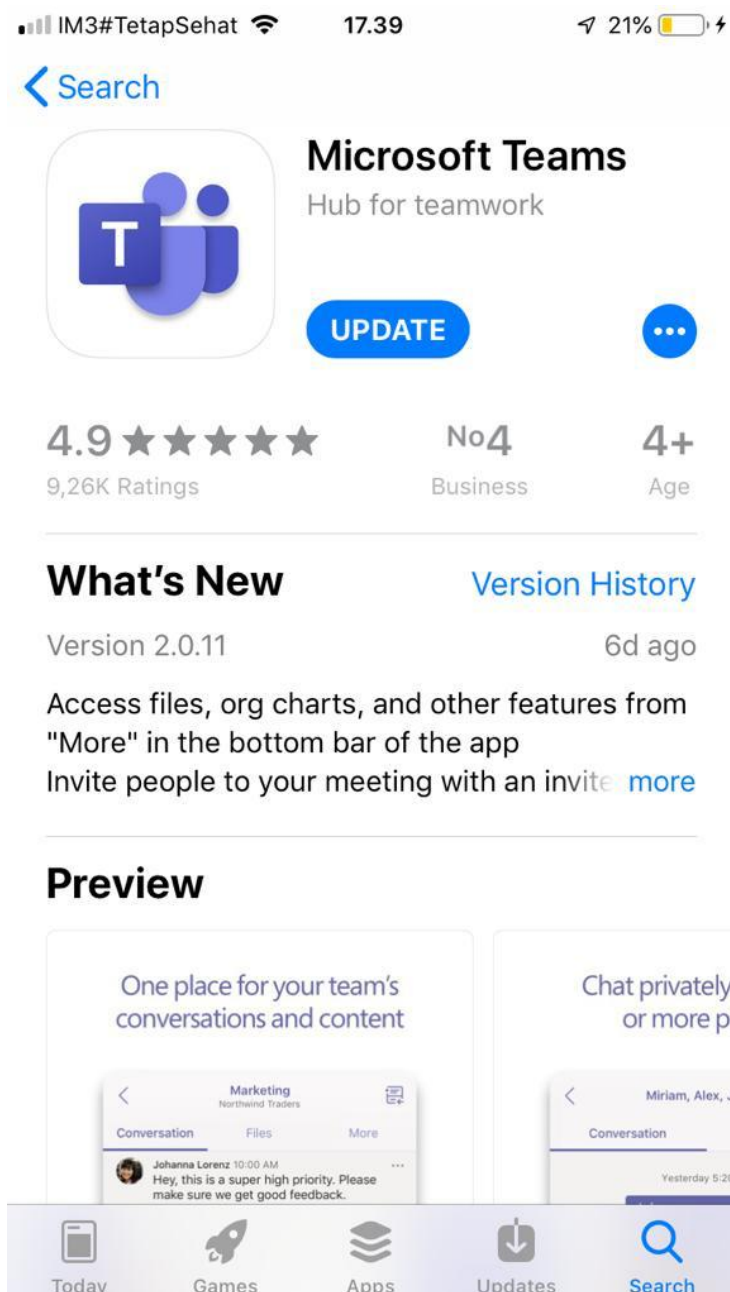 IM3#TetapSehat 17.39 21%
Search
Microsoft Teams
Hub for teamwork
T
UPDATE
4.9 No4 4+
9,26K Ratings Business Age
What's New Version History
Version 2.0.11 6d ago
Access files, org charts, and other features from
"More" in the bottom bar of the app
Invite people to your meeting with an invite more
Preview
One place for your team's
conversations and content
Chat privately
or more p
Marketing
Northwind Traders
Conversation Files More
Johanna Lorenz 10:00 AM
Hey, this is a super high priority. Please
make sure we get good feedback.
Miriam, Alex,
Conversation
Yesterday 5:2
Today Games Apps Updates Search